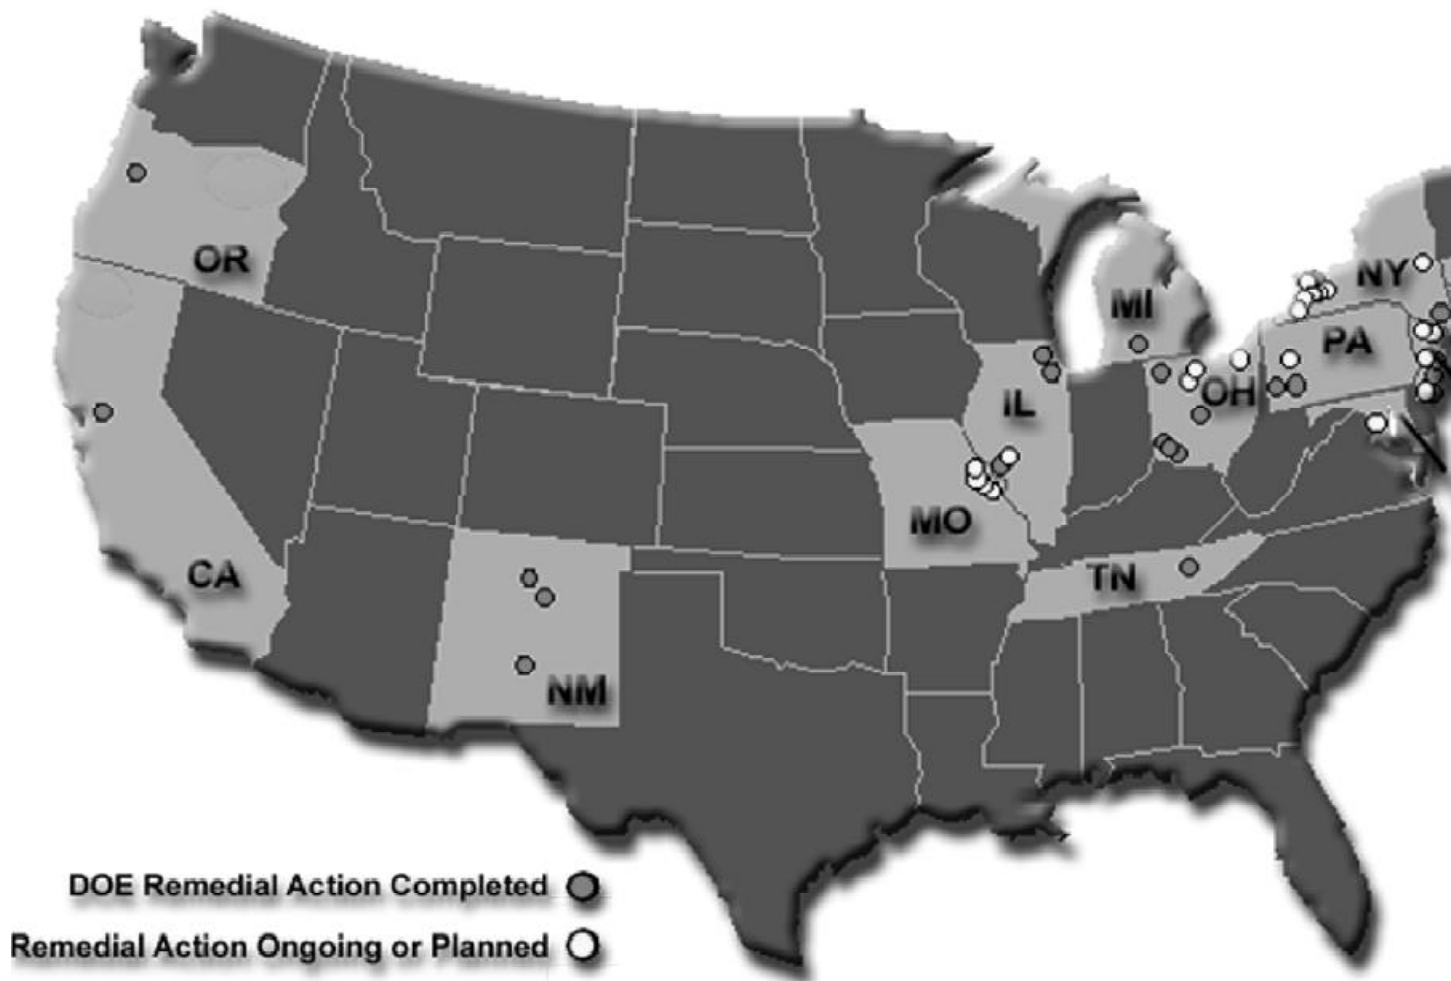 NY
OR
MI
PA
OH
IL
MO
CA
TN
NM
DOE Remedial Action Completed
Remedial Action Ongoing or Planned